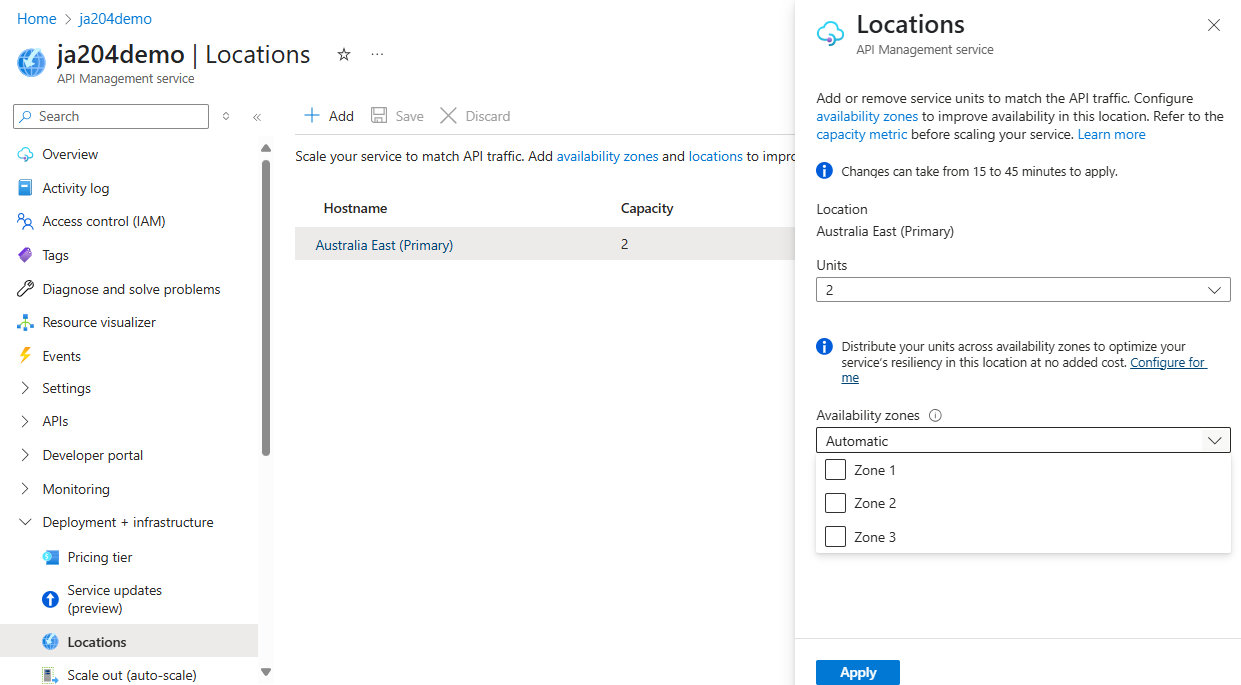 Home > ja204demo
ja204demo | Locations
API Management service
Search
Overview
Activity log
Access control (IAM)
Tags
Diagnose and solve problems
Resource visualizer
Events
Settings
APIs
Developer portal
Monitoring
Deployment + infrastructure
Pricing tier
Service updates
(preview)
Locations
Scale out (auto-scale)
Add Save Discard
Scale your service to match API traffic. Add availability zones and locations to impro
Hostname Capacity
Australia East (Primary) 2
Locations
API Management service
Add or remove service units to match the API traffic. Configure
availability zones to improve availability in this location. Refer to the
capacity metric before scaling your service. Learn more
Changes can take from 15 to 45 minutes to apply.
Location
Australia East (Primary)
Units
2
Distribute your units across availability zones to optimize your
service's resiliency in this location at no added cost. Configure for
me
Availability zones
Automatic
Zone 1
Zone 2
Zone 3
Apply